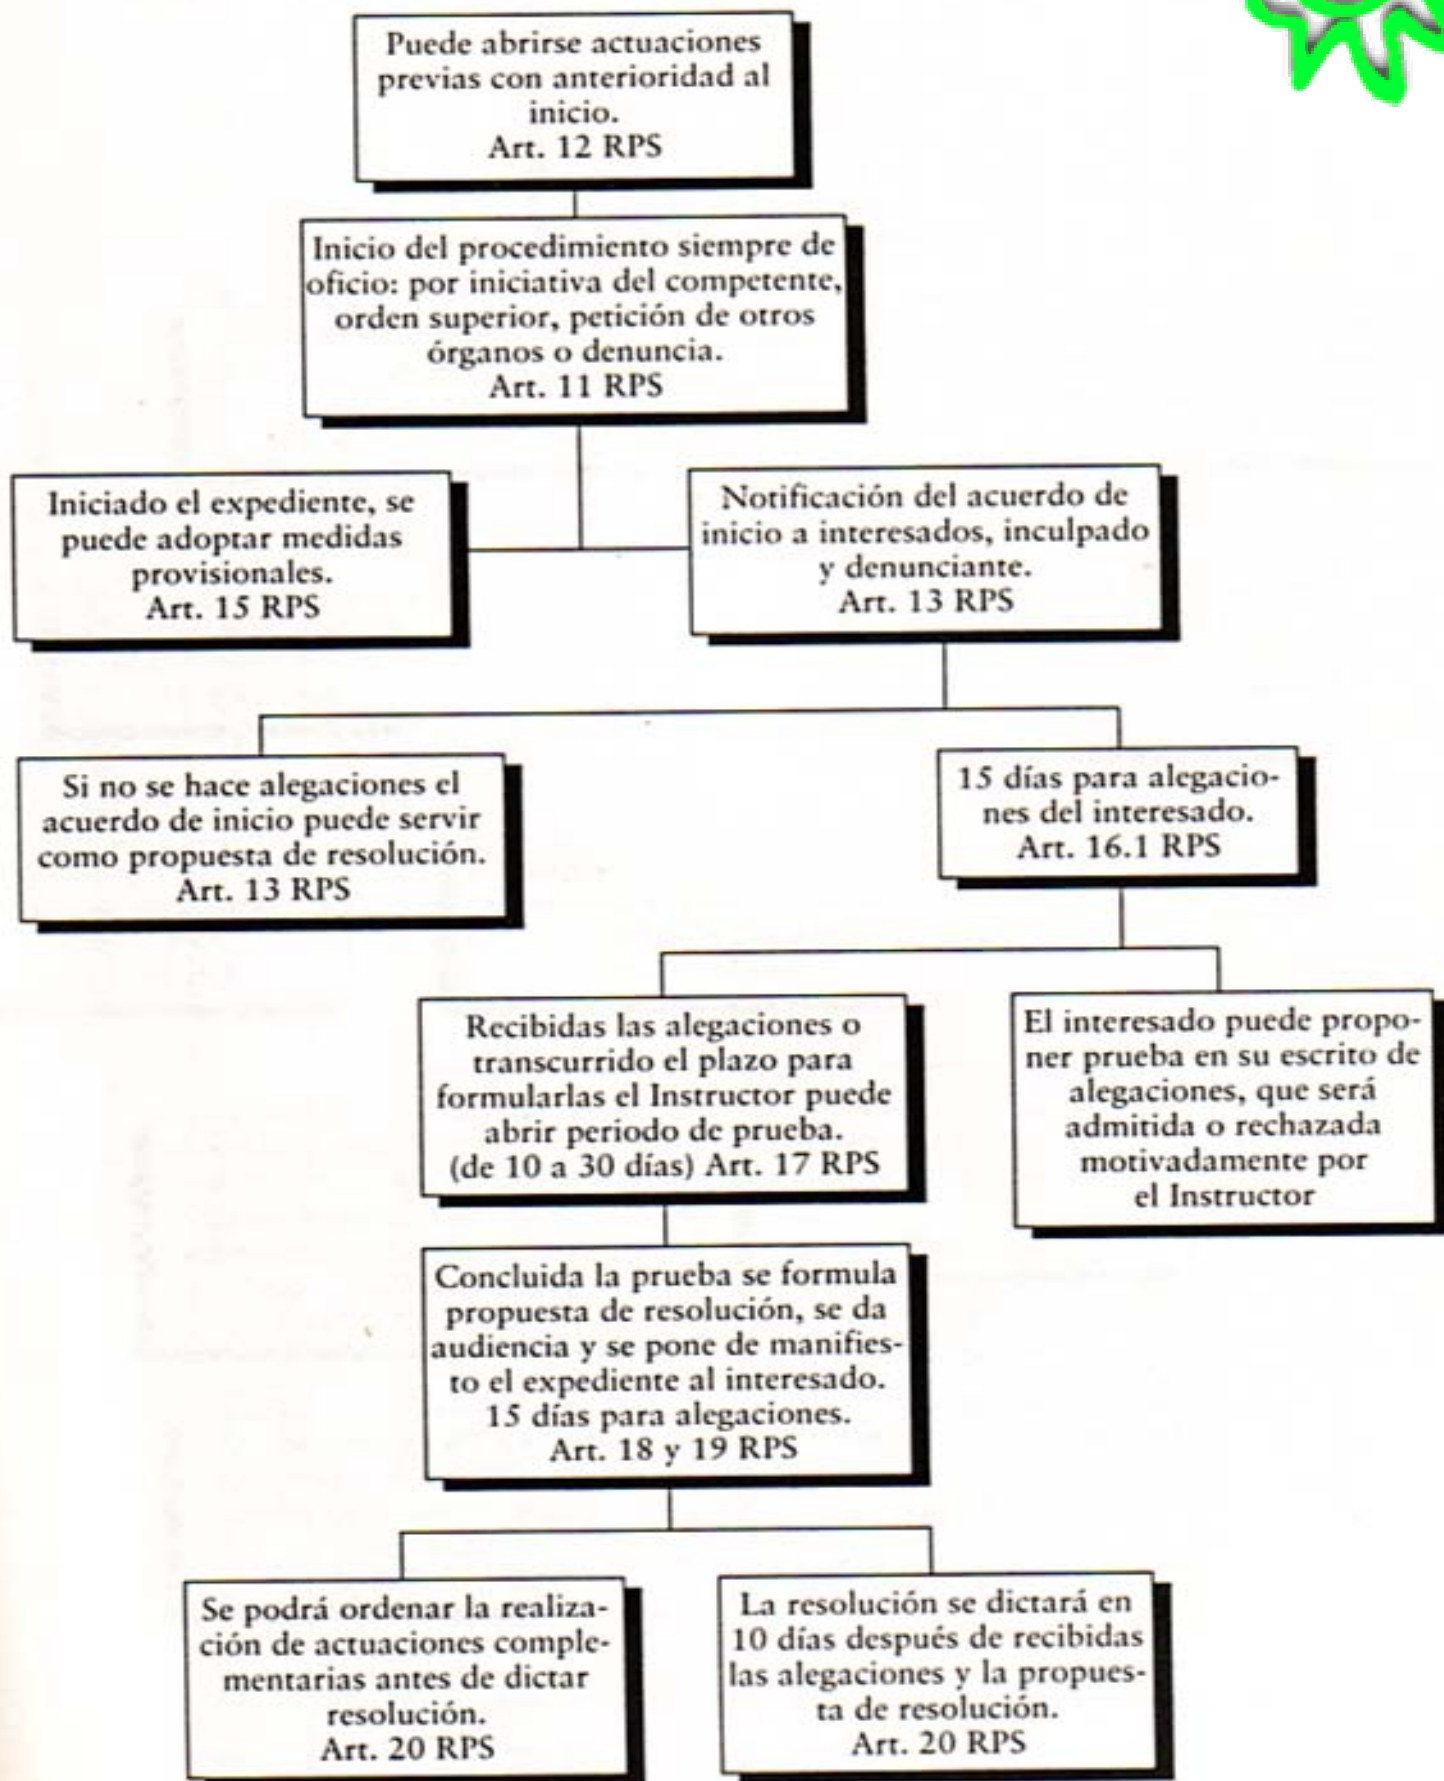 Puede abrirse actuaciones
previas con anterioridad al
inicio.
Art. 12 RPS
Inicio del procedimiento siempre de
oficio: por iniciativa del competente,
orden superior, petición de otros
órganos o denuncia.
Art. 11 RPS
Iniciado el expediente, se
puede adoptar medidas
provisionales.
Art. 15 RPS
Notificación del acuerdo de
inicio a interesados, inculpado
y denunciante.
Art. 13 RPS
Si no se hace alegaciones el
acuerdo de inicio puede servir
como propuesta de resolución.
Art. 13 RPS
15 días para alegacio-
nes del interesado.
Art. 16.1 RPS
Recibidas las alegaciones o
transcurrido el plazo para
formularlas el Instructor puede
abrir periodo de prueba.
(de 10 a 30 días) Art. 17 RPS
El interesado puede propo-
ner prueba en su escrito de
alegaciones, que será
admitida o rechazada
motivadamente por
el Instructor
Concluida la prueba se formula
propuesta de resolución, se da
audiencia y se pone de manifies-
to el expediente al interesado.
15 días para alegaciones.
Art. 18 y 19 RPS
Se podrá ordenar la realiza-
ción de actuaciones comple-
mentarias antes de dictar
resolución.
Art. 20 RPS
La resolución se dictará en
10 días después de recibidas
las alegaciones y la propues-
ta de resolución.
Art. 20 RPS